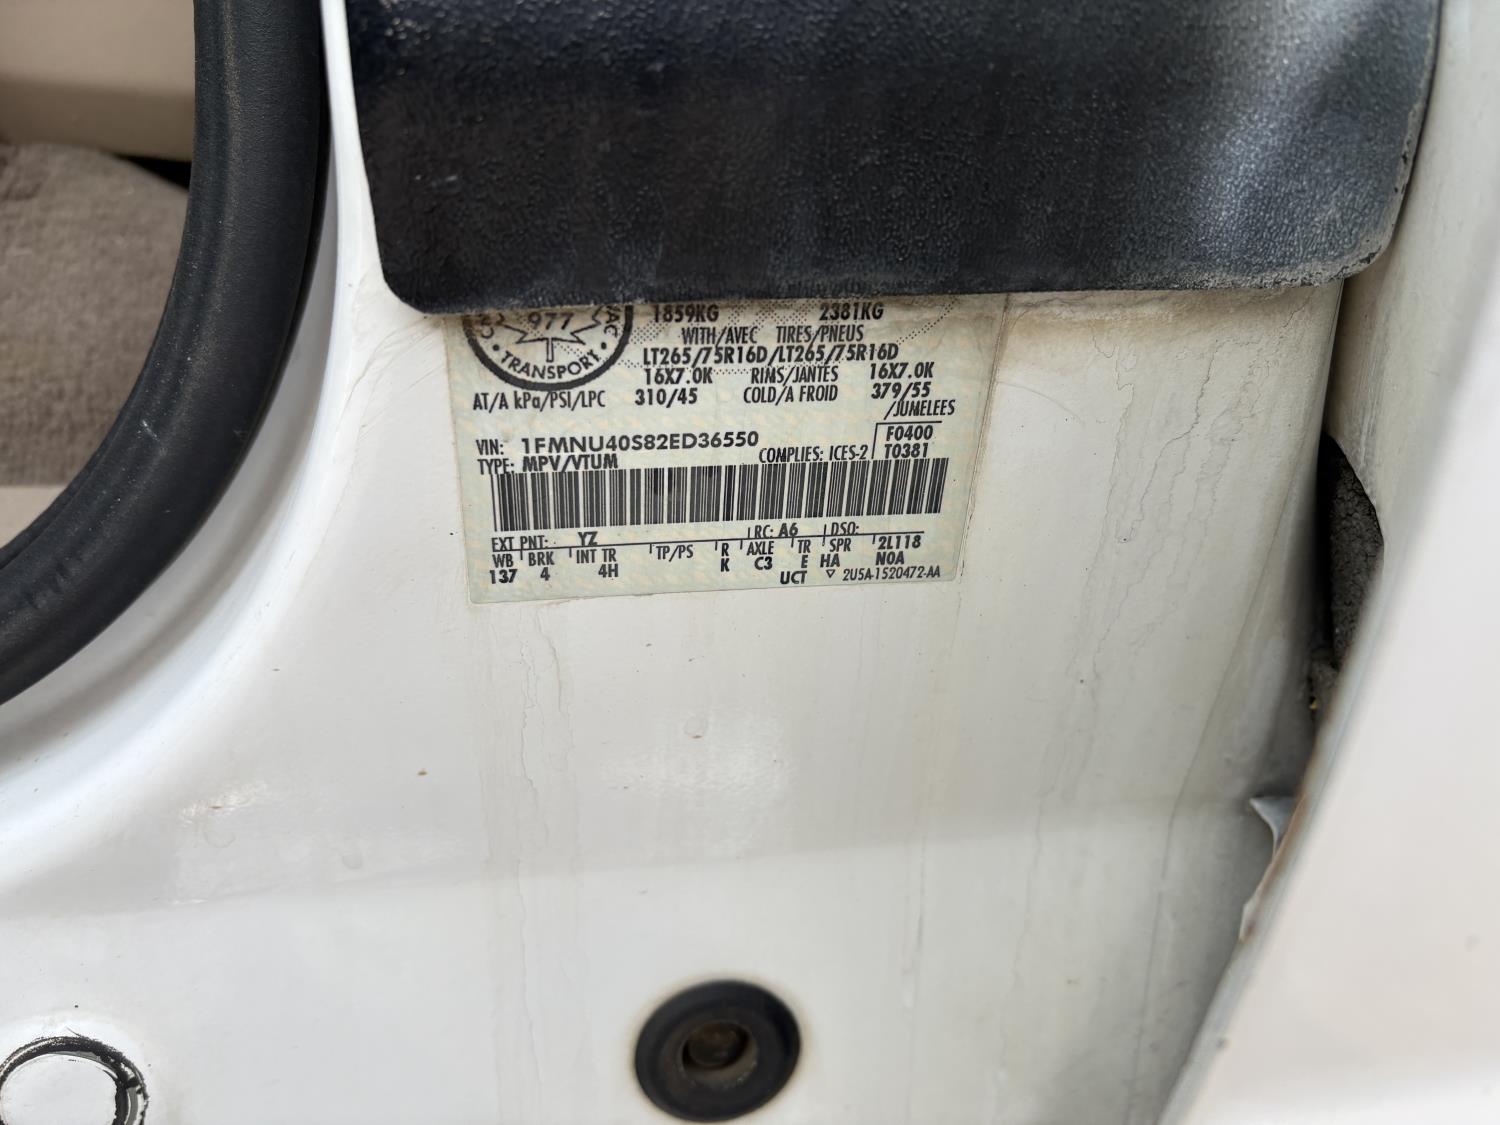 977
TRANSPORT
1859KG 2381KG
WITH/AVEC TIRES/PNEUS
LT265/75R16D/LT265/75R16D
16X7.0K RIMS/JANTES 16X7.0K
AT/A kPa/PSI/LPC 310/45 COLD/A FROID 379/55
/JUMELEES
VIN: 1FMNU40S82ED36550 F0400
TYPE: MPV/VTUM COMPLIES: ICES-2 T0381
EXT PNT: YZ RC: A6 DSO:
WB BRK INT TR TP/PS R AXLE TR SPR 2L118
137 4 4H K C3 E HA N0A
UCT ▽ 2U5A-1520472-AA